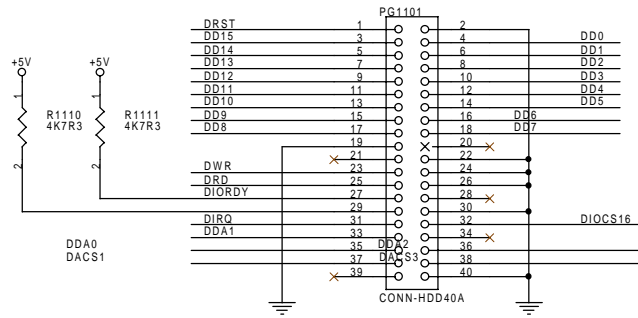 PG1101
DRST 1 2
DD15 3 4 DD0
DD14 5 6 DD1
DD13 7 8 DD2
+5V +5V DD12 9 10 DD3
DD11 11 12 DD4
1 1 DD10 13 14 DD5
R1110 R1111 DD9 15 16 DD6
4K7R3 4K7R3 DD8 17 18 DD7
19 20
2 2 21 22
DWR 23 24
DRD 25 26
DIORDY 27 28
29 30
DIRQ 31 32 DIOCS16
DDA1 33 34
DDA0 35 DDA2 36
DACS1 37 DACS3 38
39 40
CONN-HDD40A